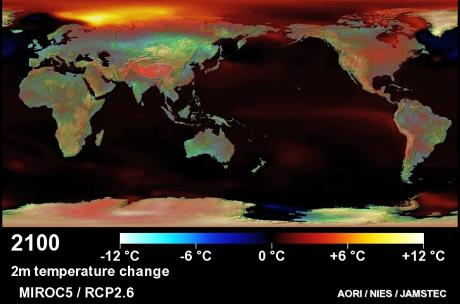 2100
-12 °C -6 °C 0 °C +6 °C +12 °C
2m temperature change
MIROC5 / RCP2.6 AORI / NIES / JAMSTEC